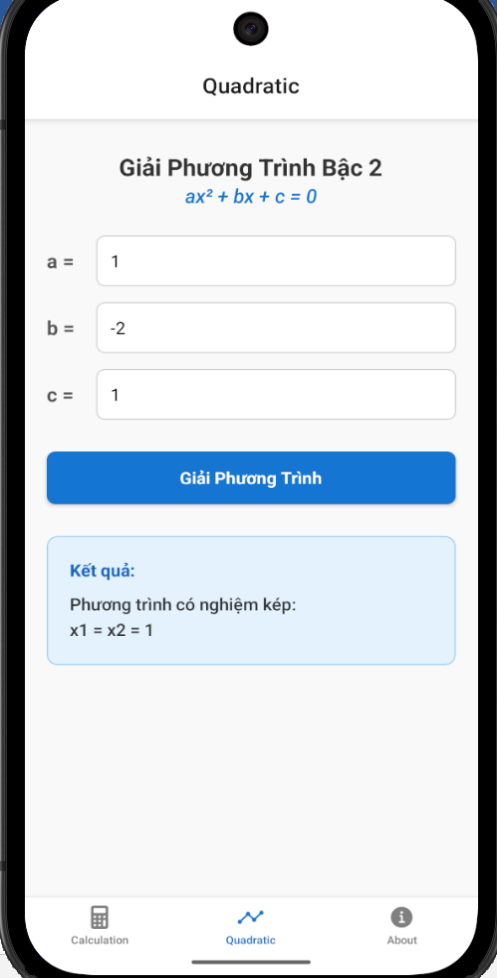 Quadratic
Giải Phương Trình Bậc 2
ax² + bx + c = 0
a = 1
b = -2
c = 1
Giải Phương Trình
Kết quả:
Phương trình có nghiệm kép:
x1 = x2 = 1
Calculation Quadratic About